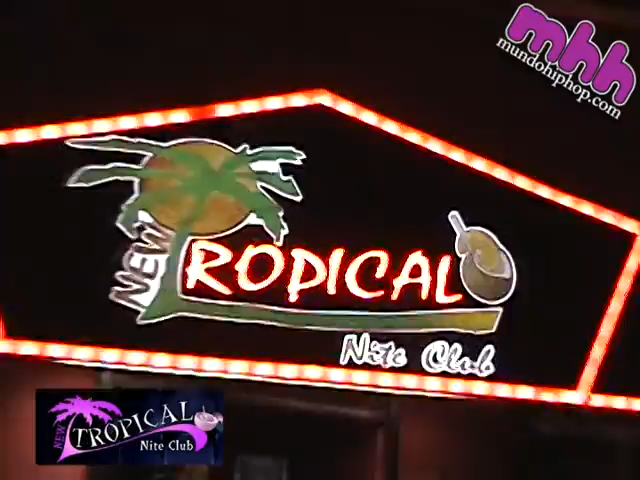 mhh
mundohiphop.com
NEW
TROPICAL
Nite Club
NEW
TROPICAL
Nite Club